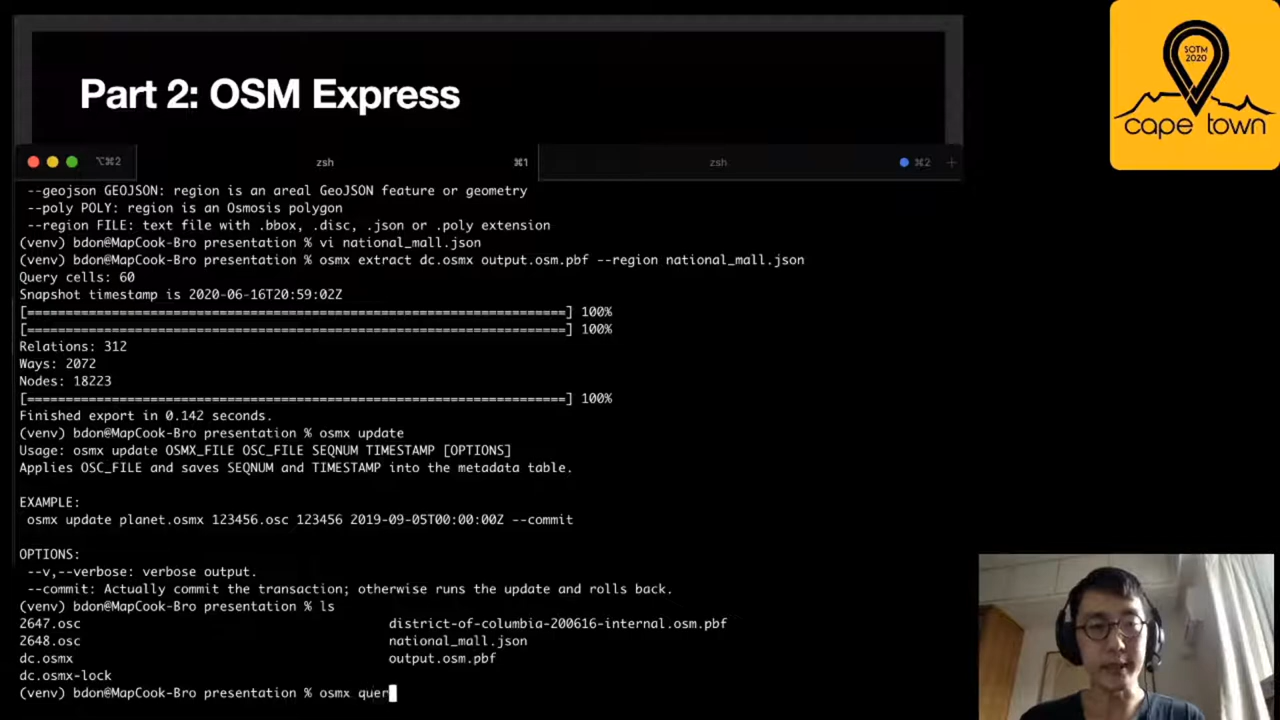 Part 2: OSM Express
SOTM
2020
cape town
⌥⌘2
zsh
⌘1
zsh
⌘2
+
--geojson GEOJSON: region is an areal GeoJSON feature or geometry
--poly POLY: region is an Osmosis polygon
--region FILE: text file with .bbox, .disc, .json or .poly extension
(venv) bdon@MapCook-Bro presentation % vi national_mall.json
(venv) bdon@MapCook-Bro presentation % osmx extract dc.osmx output.osm.pbf --region national_mall.json
Query cells: 60
Snapshot timestamp is 2020-06-16T20:59:02Z
[======================================================================] 100%
[======================================================================] 100%
Relations: 312
Ways: 2072
Nodes: 18223
[======================================================================] 100%
Finished export in 0.142 seconds.
(venv) bdon@MapCook-Bro presentation % osmx update
Usage: osmx update OSMX_FILE OSC_FILE SEQNUM TIMESTAMP [OPTIONS]
Applies OSC_FILE and saves SEQNUM and TIMESTAMP into the metadata table.
EXAMPLE:
osmx update planet.osmx 123456.osc 123456 2019-09-05T00:00:00Z --commit
OPTIONS:
--v,--verbose: verbose output.
--commit: Actually commit the transaction; otherwise runs the update and rolls back.
(venv) bdon@MapCook-Bro presentation % ls
2647.osc district-of-columbia-200616-internal.osm.pbf
2648.osc national_mall.json
dc.osmx output.osm.pbf
dc.osmx-lock
(venv) bdon@MapCook-Bro presentation % osmx quer